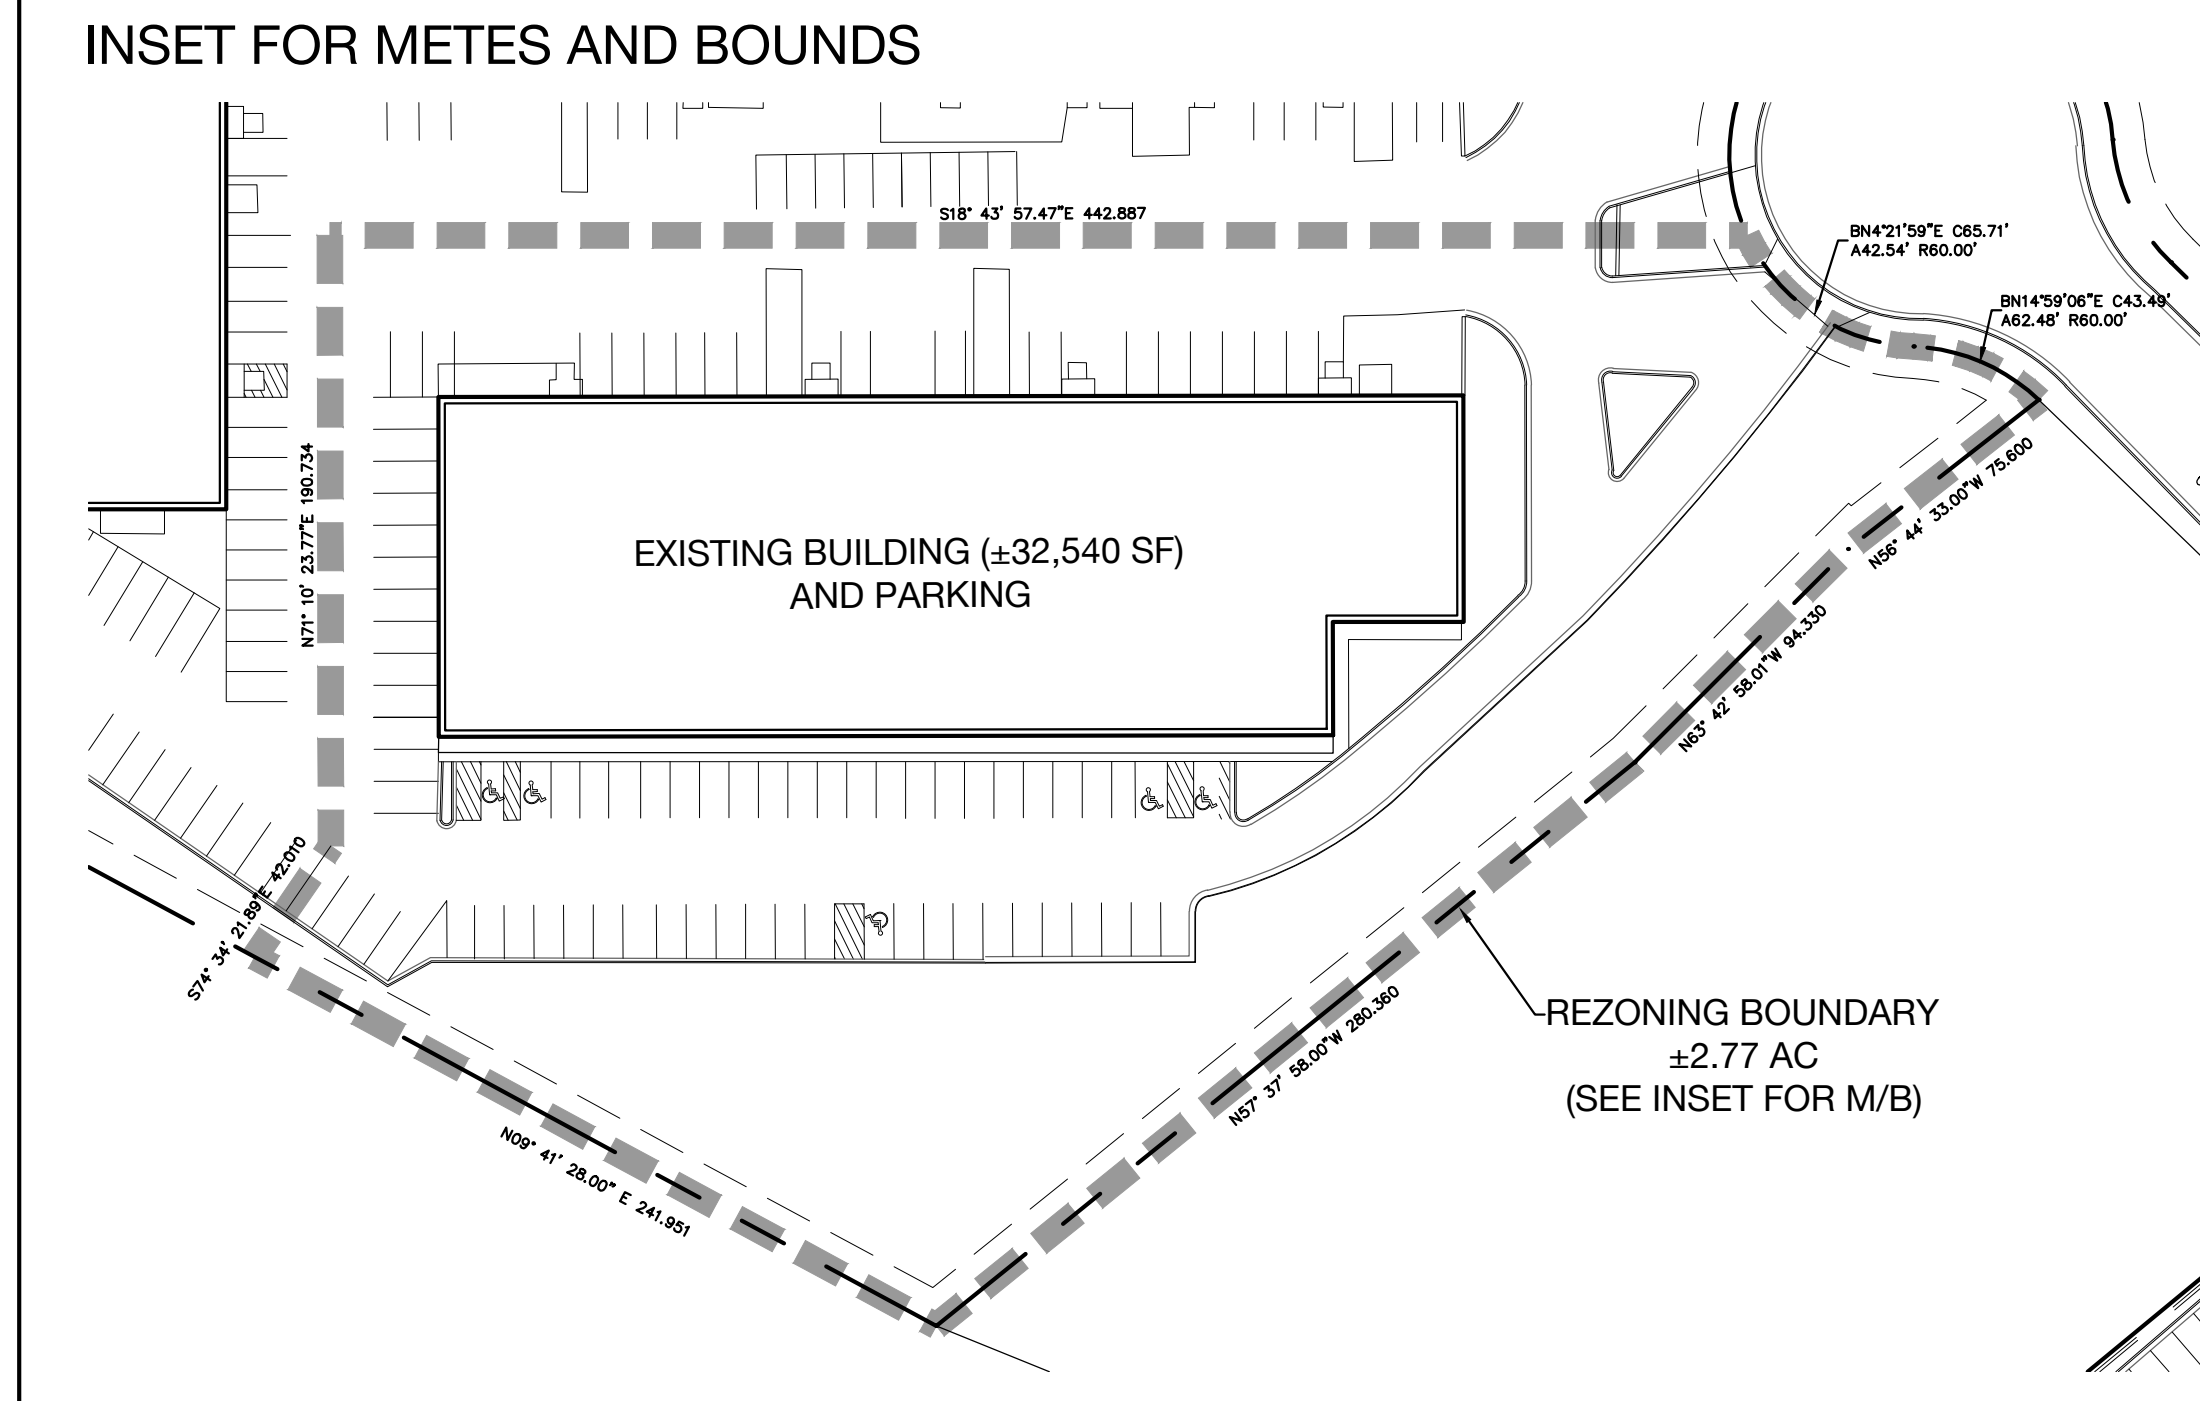 INSET FOR METES AND BOUNDS
S18° 43' 57.47"E 442.887
BN4°21'59"E C65.71'
A42.54' R60.00'
BN14°59'06"E C43.49'
A62.48' R60.00'
N71° 10' 23.77"E 190.734
N56° 44' 33.00"W 75.600
EXISTING BUILDING (±32,540 SF)
AND PARKING
N63° 42' 58.01"W 94.330
S74° 34' 21.89"E 42.010
N57° 37' 58.00"W 280.360
REZONING BOUNDARY
±2.77 AC
(SEE INSET FOR M/B)
N09° 41' 28.00" E 241.951